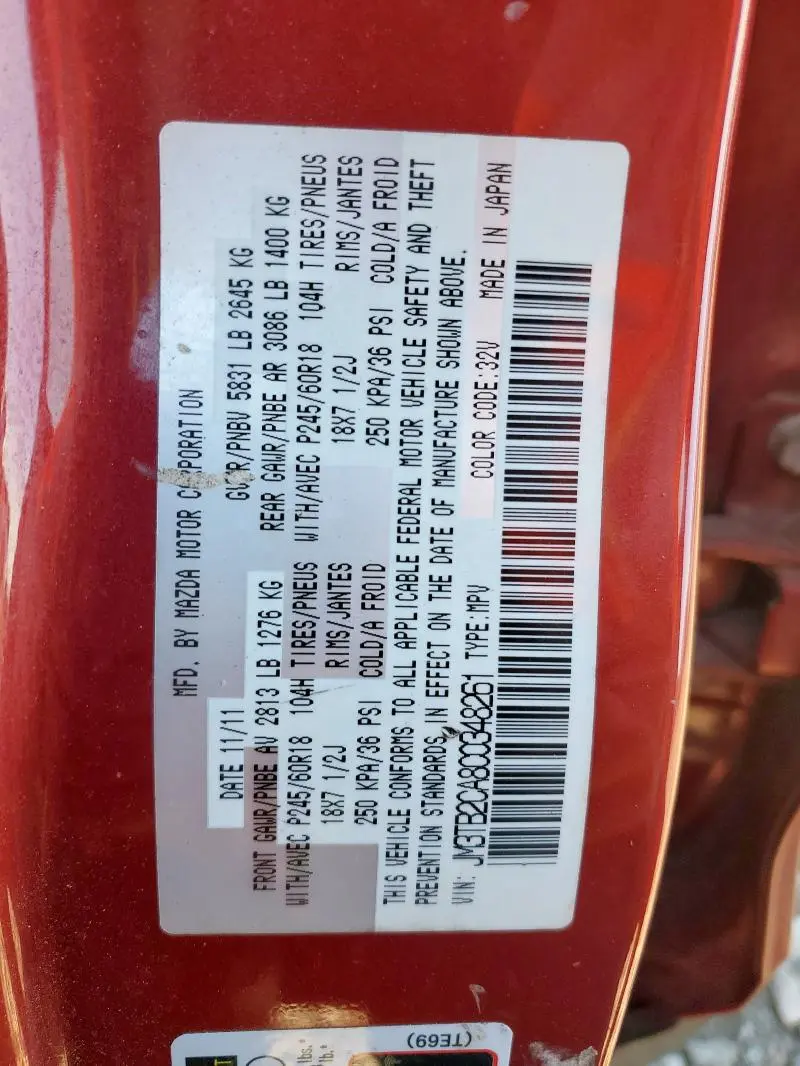 MFD. BY MAZDA MOTOR CORPORATION
DATE 11/11 GVWR/PNBV 5831 LB 2645 KG
FRONT GAWR/PNBE AV 2813 LB 1276 KG REAR GAWR/PNBE AR 3086 LB 1400 KG
WITH/AVEC P245/60R18 104H TIRES/PNEUS WITH/AVEC P245/60R18 104H TIRES/PNEUS
18X7 1/2J RIMS/JANTES 18X7 1/2J RIMS/JANTES
250 KPA/36 PSI COLD/A FROID 250 KPA/36 PSI COLD/A FROID
THIS VEHICLE CONFORMS TO ALL APPLICABLE FEDERAL MOTOR VEHICLE SAFETY AND THEFT
PREVENTION STANDARDS IN EFFECT ON THE DATE OF MANUFACTURE SHOWN ABOVE.
VIN: JM3TB2CA8C0348261 TYPE:MPV COLOR CODE:32V MADE IN JAPAN
(TE69)
lbs.*
lb.*